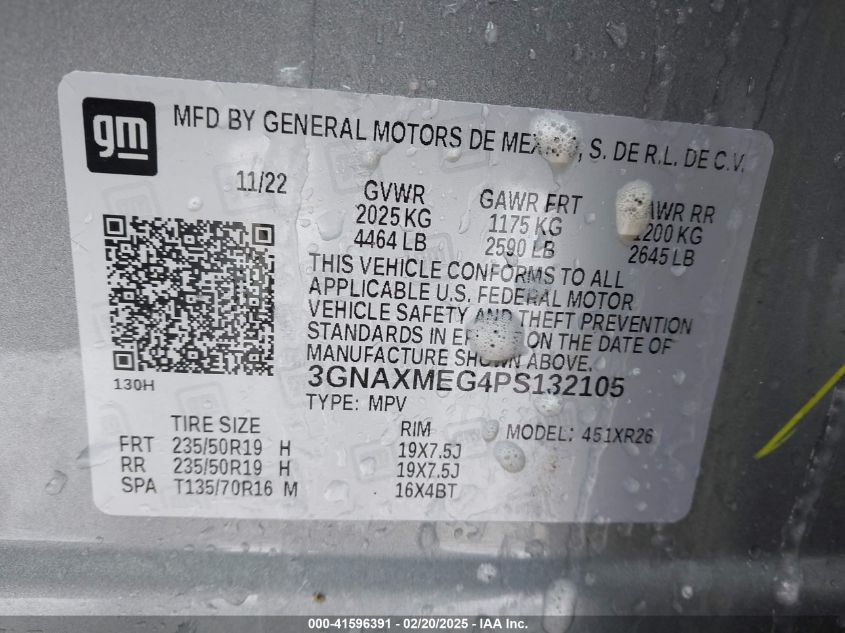 gm
MFD BY GENERAL MOTORS DE , S. DE R.L. DE C.V.
11/22
GVWR GAWR FRT RR
2025 KG 1175 KG 1200 KG
4464 LB 2590 LB 2645 LB
THIS VEHICLE CONFORMS TO ALL
APPLICABLE U.S. FEDERAL MOTOR
VEHICLE SAFETY AND THEFT PREVENTION
STANDARDS IN ON THE DATE OF
MANUFACTURE SHOWN ABOVE.
3GNAXMEG4PS132105
TYPE: MPV
130H
TIRE SIZE RIM MODEL: 451XR26
FRT 235/50R19 H 19X7.5J
RR 235/50R19 H 19X7.5J
SPA T135/70R16 M 16X4BT
000-41596391 - 02/20/2025 - IAA Inc.